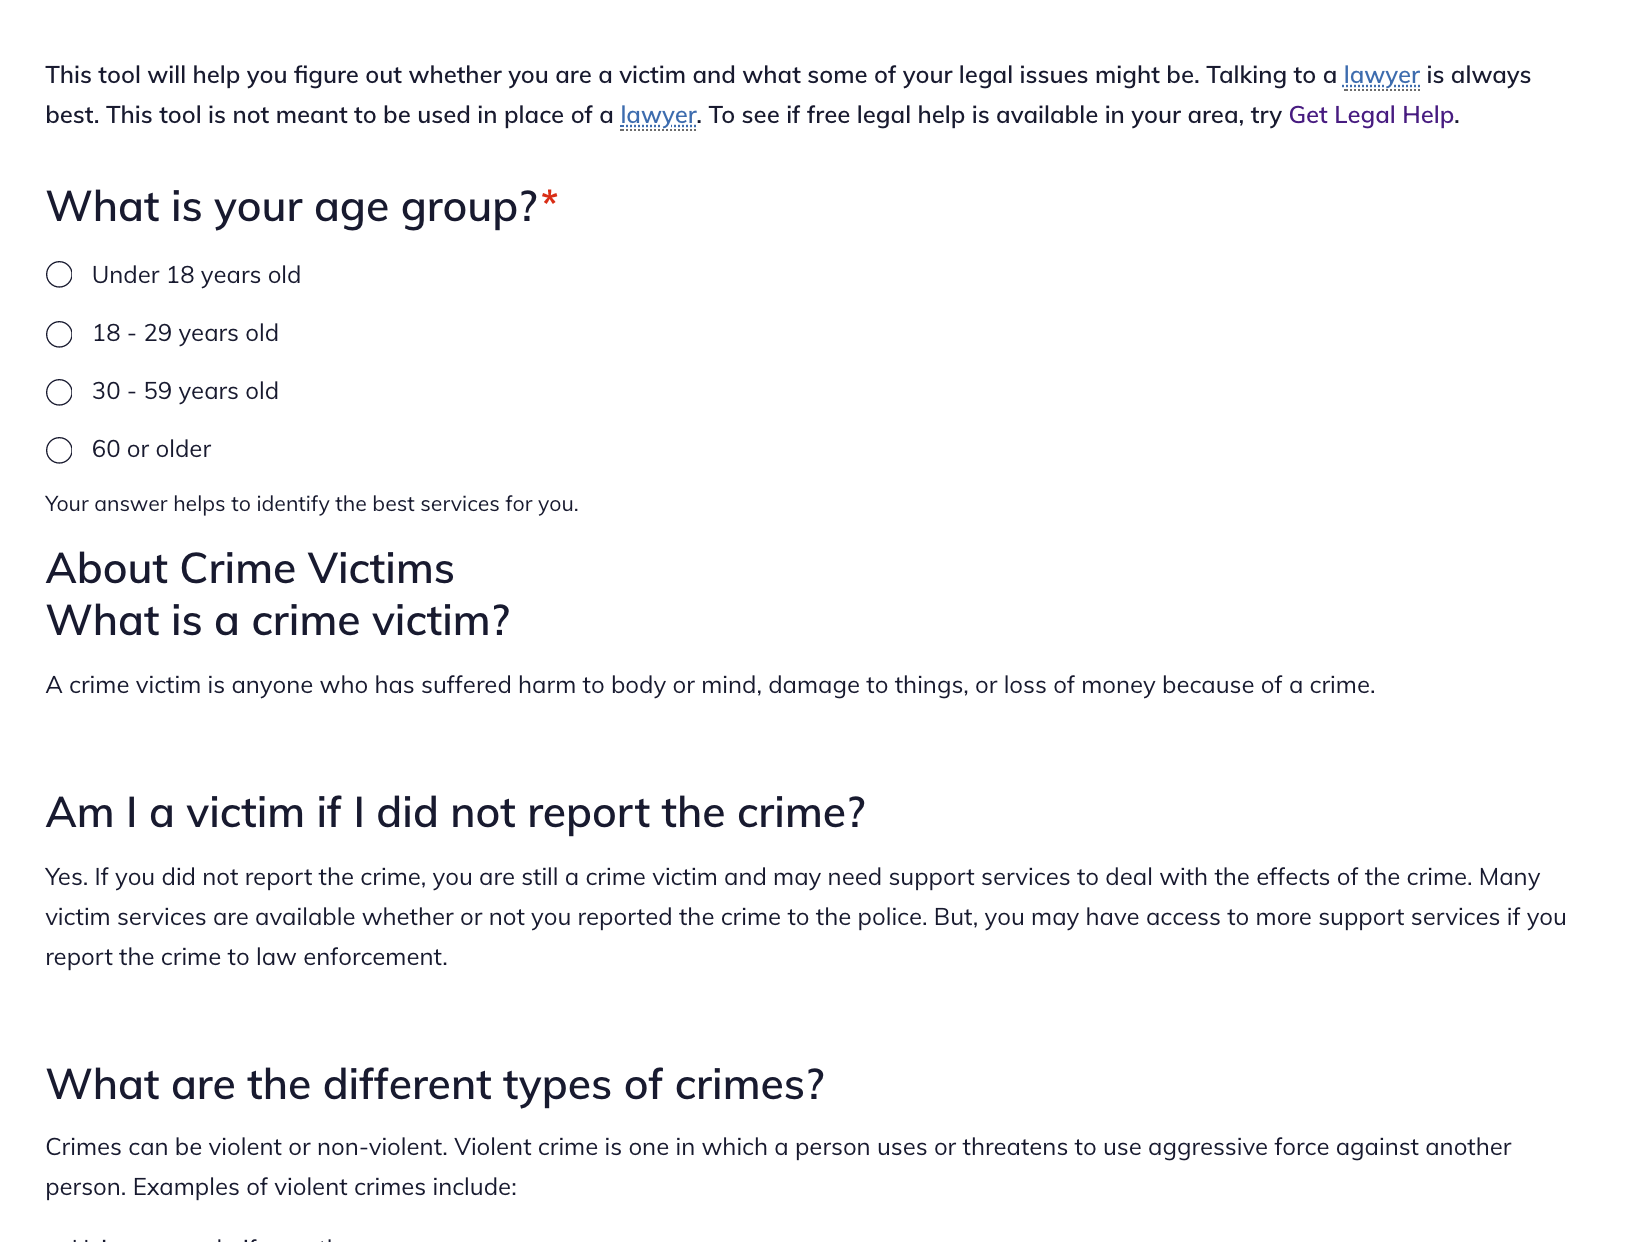 This tool will help you figure out whether you are a victim and what some of your legal issues might be. Talking to a lawyer is always
best. This tool is not meant to be used in place of a lawyer. To see if free legal help is available in your area, try Get Legal Help.
What is your age group?*
Under 18 years old
18 - 29 years old
30 - 59 years old
60 or older
Your answer helps to identify the best services for you.
About Crime Victims
What is a crime victim?
A crime victim is anyone who has suffered harm to body or mind, damage to things, or loss of money because of a crime.
Am I a victim if I did not report the crime?
Yes. If you did not report the crime, you are still a crime victim and may need support services to deal with the effects of the crime. Many
victim services are available whether or not you reported the crime to the police. But, you may have access to more support services if you
report the crime to law enforcement.
What are the different types of crimes?
Crimes can be violent or non-violent. Violent crime is one in which a person uses or threatens to use aggressive force against another
person. Examples of violent crimes include: